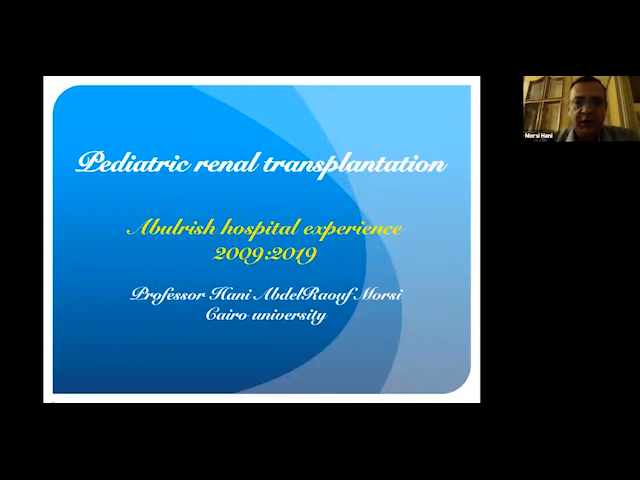 Pediatric renal transplantation
Abulrish hospital experience
2009:2019
Professor Hani AbdelRaouf Morsi
Cairo university
Morsi Hani